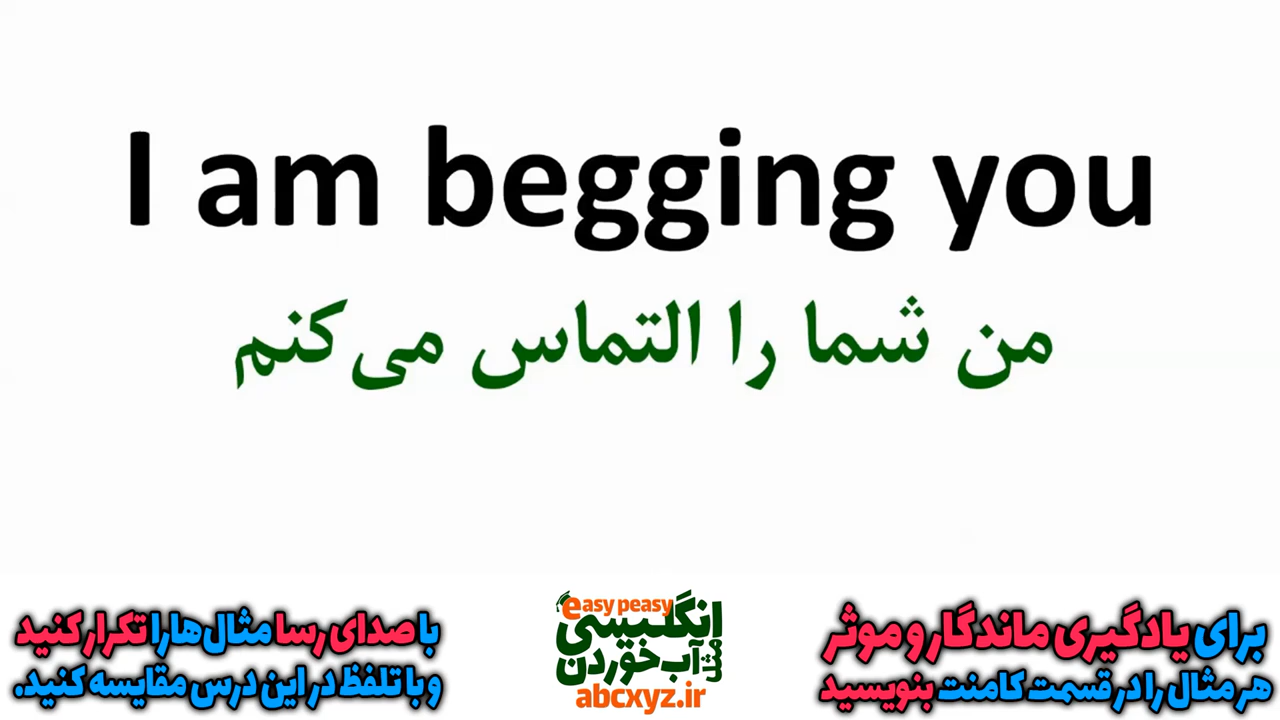 I am begging you
من شما را التماس می‌کنم
برای یادگیری ماندگار و موثر
هر مثال را در قسمت کامنت بنویسید
easy peasy
انگلیسی
مثل
آب خوردن
abcxyz.ir
با صدای رسا مثال‌ها را تکرار کنید
و با تلفظ در این درس مقایسه کنید.